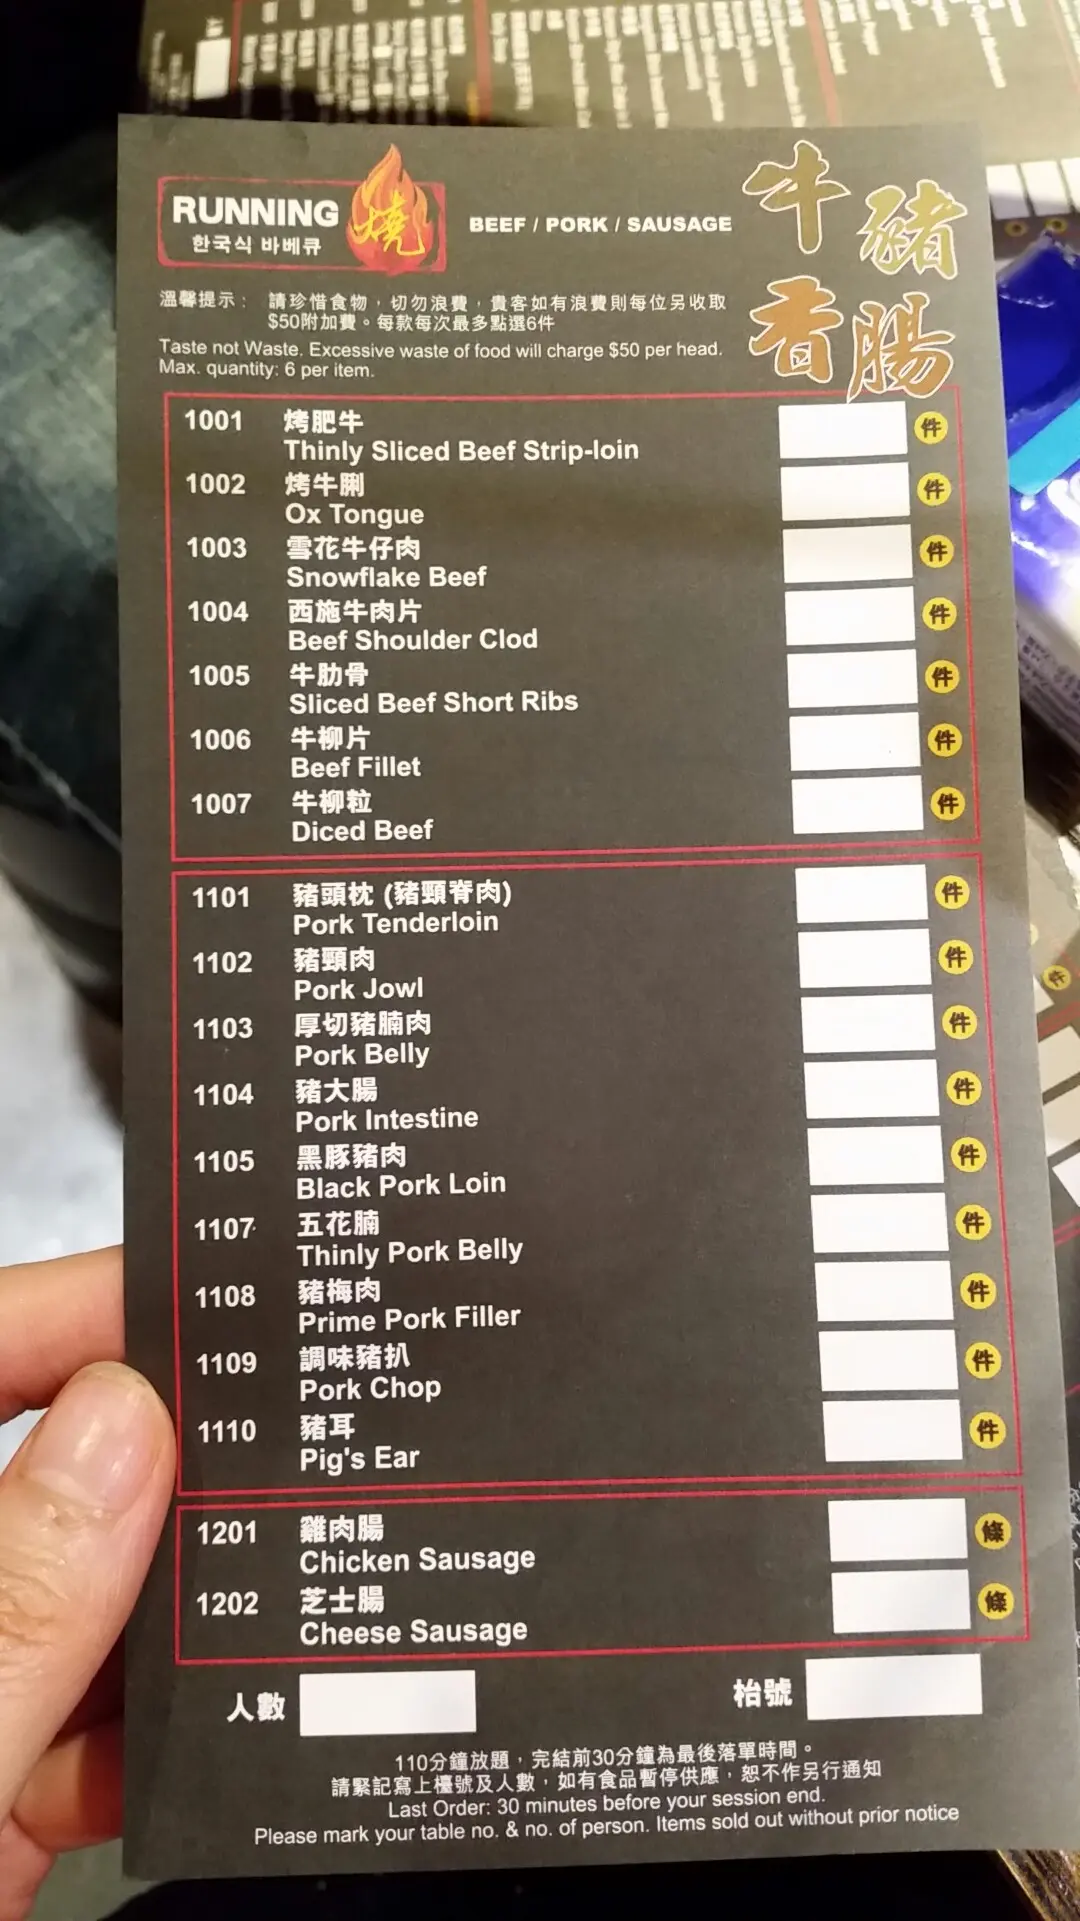 RUNNING 燒
한국식 바베큐
BEEF / PORK / SAUSAGE
牛豬
香腸
溫馨提示： 請珍惜食物，切勿浪費，貴客如有浪費則每位另收取
$50附加費。每款每次最多點選6件
Taste not Waste. Excessive waste of food will charge $50 per head.
Max. quantity: 6 per item.
1001 烤肥牛 件
Thinly Sliced Beef Strip-loin
1002 烤牛脷 件
Ox Tongue
1003 雪花牛仔肉 件
Snowflake Beef
1004 西施牛肉片 件
Beef Shoulder Clod
1005 牛肋骨 件
Sliced Beef Short Ribs
1006 牛柳片 件
Beef Fillet
1007 牛柳粒 件
Diced Beef
1101 豬頭枕 (豬頸脊肉) 件
Pork Tenderloin
1102 豬頸肉 件
Pork Jowl
1103 厚切豬腩肉 件
Pork Belly
1104 豬大腸 件
Pork Intestine
1105 黑豚豬肉 件
Black Pork Loin
1107 五花腩 件
Thinly Pork Belly
1108 豬梅肉 件
Prime Pork Filler
1109 調味豬扒 件
Pork Chop
1110 豬耳 件
Pig's Ear
1201 雞肉腸 條
Chicken Sausage
1202 芝士腸 條
Cheese Sausage
人數 枱號
110分鐘放題，完結前30分鐘為最後落單時間。
請緊記寫上檯號及人數，如有食品暫停供應，恕不作另行通知
Last Order: 30 minutes before your session end.
Please mark your table no. & no. of person. Items sold out without prior notice